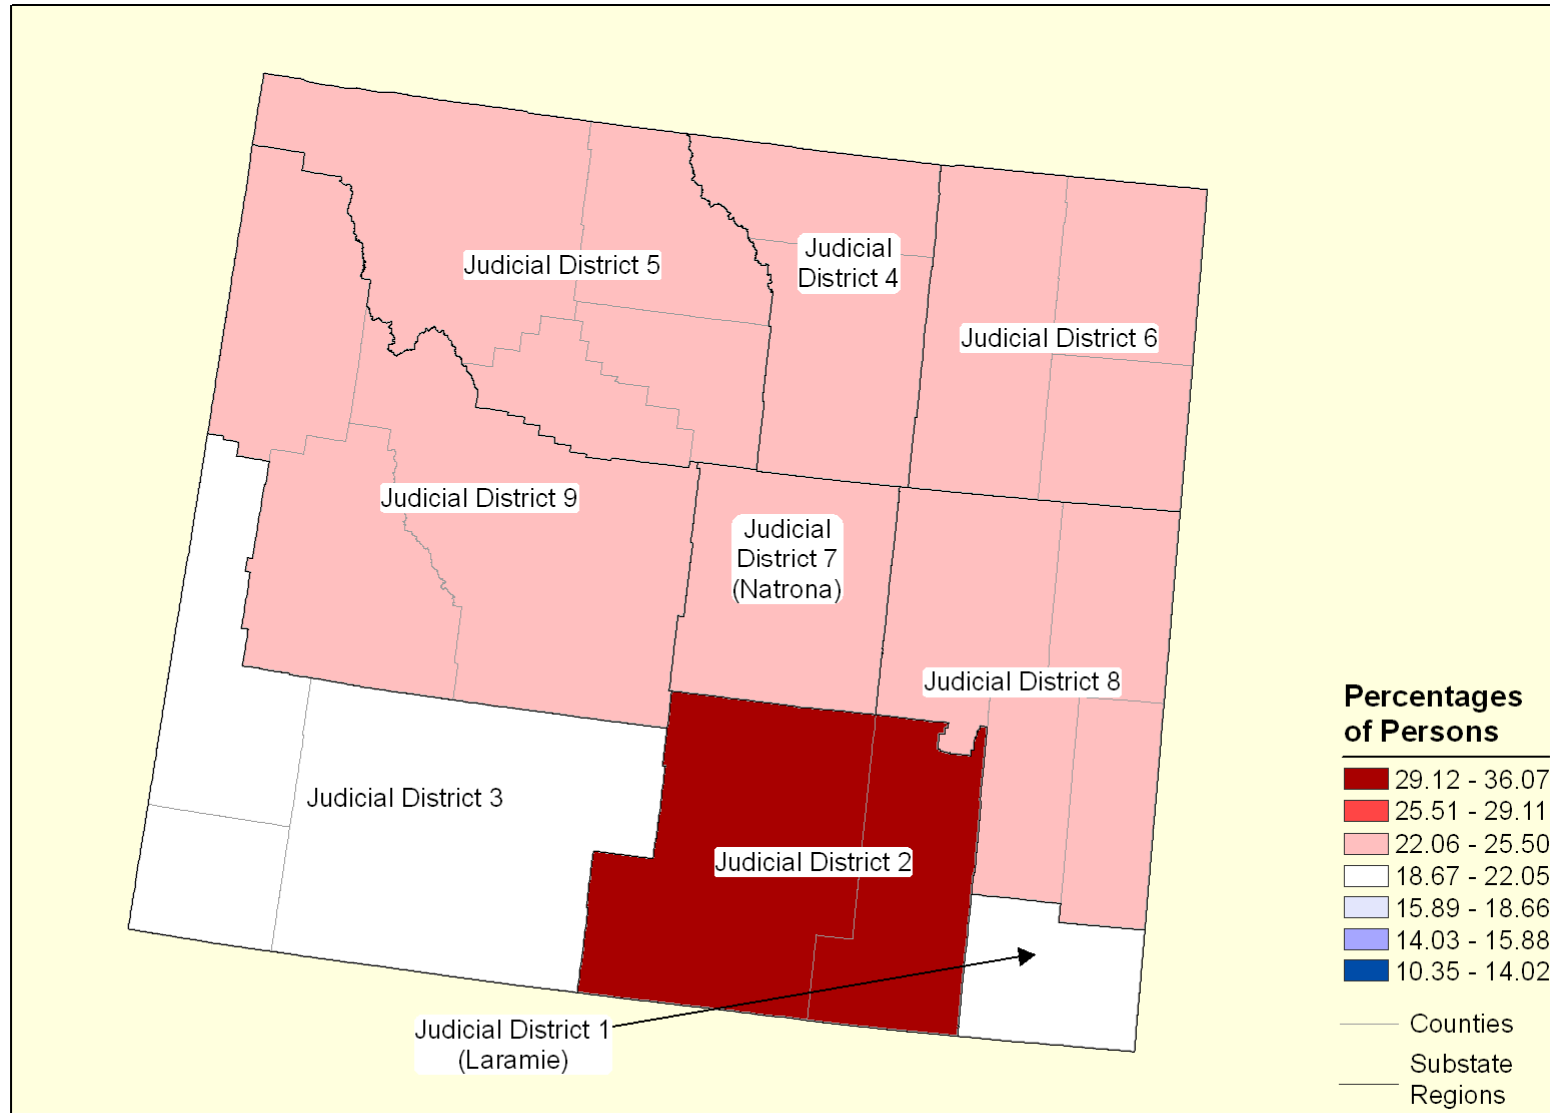 Judicial District 5
Judicial
District 4
Judicial District 6
Judicial District 9
Judicial
District 7
(Natrona)
Judicial District 8
Judicial District 3
Judicial District 2
Judicial District 1
(Laramie)
Percentages
of Persons
29.12 - 36.07
25.51 - 29.11
22.06 - 25.50
18.67 - 22.05
15.89 - 18.66
14.03 - 15.88
10.35 - 14.02
Counties
Substate
Regions